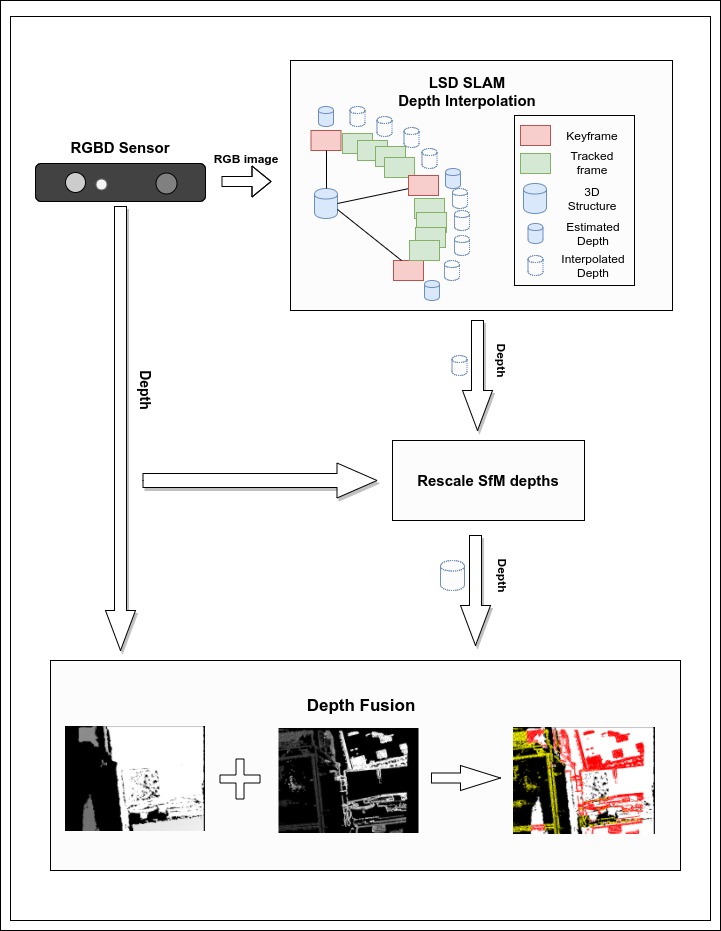 LSD SLAM
Depth Interpolation
RGBD Sensor
RGB image
Keyframe
Tracked
frame
3D
Structure
Estimated
Depth
Interpolated
Depth
Depth
Depth
Rescale SfM depths
Depth
Depth Fusion